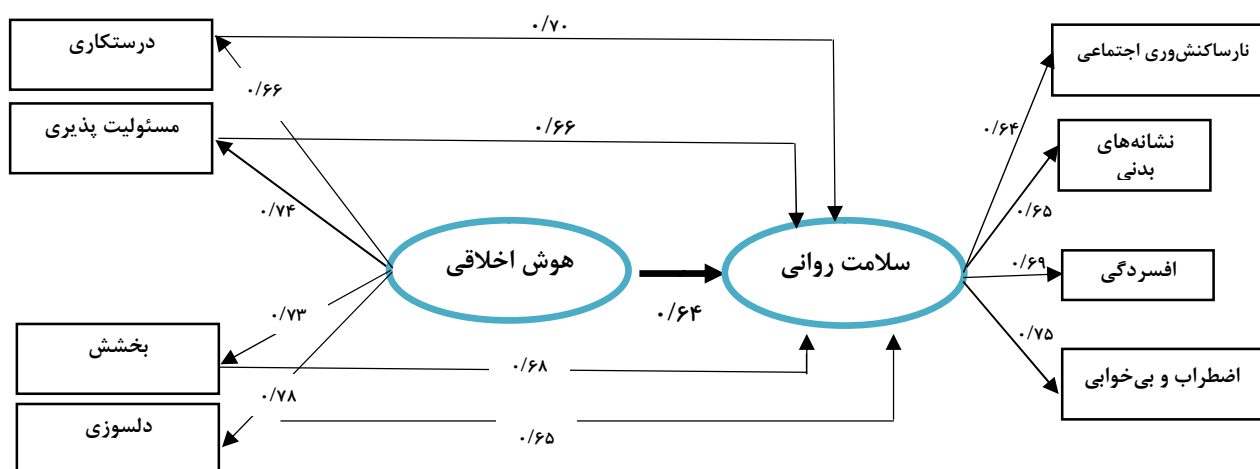 ۰/۷۰
درستکاری
نارساکنش‌وری اجتماعی
۰/۶۶
مسئولیت پذیری
۰/۶۶
۰/۶۴
نشانه‌های
بدنی
۰/۷۴
۰/۶۵
هوش اخلاقی
سلامت روانی
۰/۶۹
افسردگی
۰/۶۴
۰/۷۳
۰/۷۵
بخشش
۰/۶۸
اضطراب و بی‌خوابی
۰/۷۸
دلسوزی
۰/۶۵